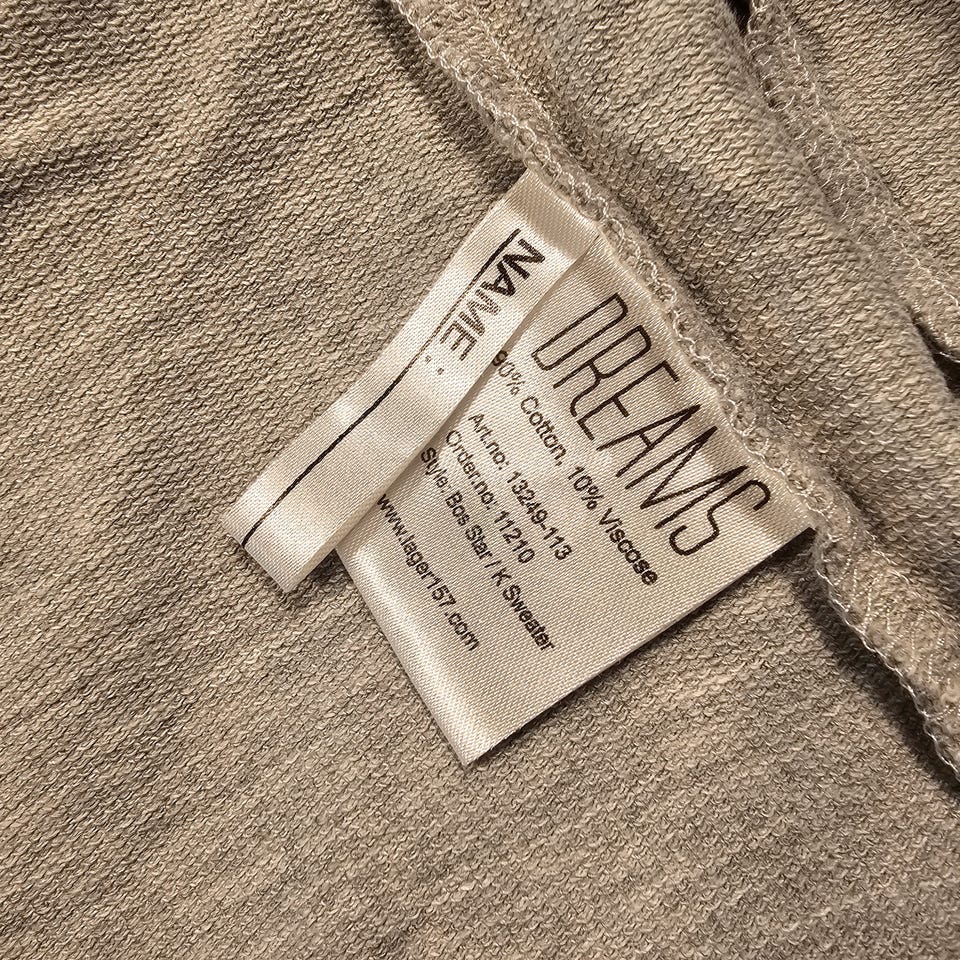 NAME:
DREAMS
90% Cotton, 10% Viscose
Art.no: 13249-113
Order.no: 11210
Style: Bos Star / K Sweater
www.lager157.com